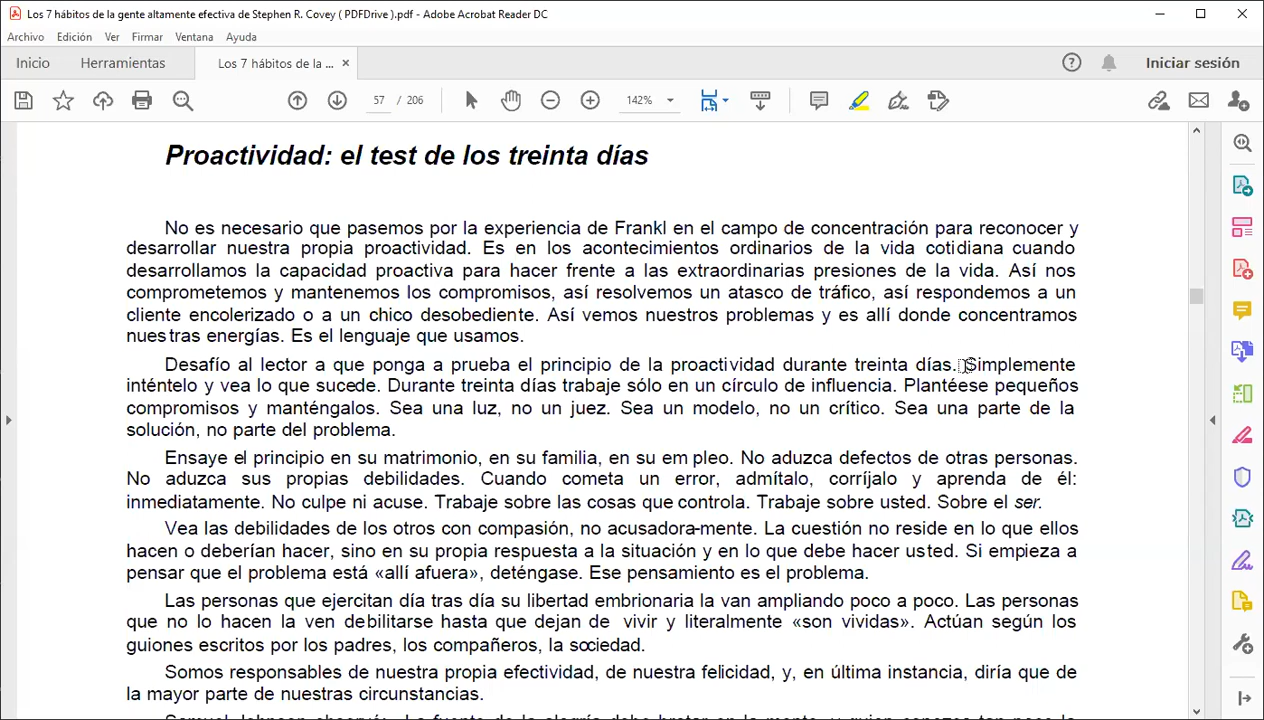 Los 7 hábitos de la gente altamente efectiva de Stephen R. Covey ( PDFDrive ).pdf - Adobe Acrobat Reader DC
Archivo Edición Ver Firmar Ventana Ayuda
Inicio Herramientas Los 7 hábitos de la ... × Iniciar sesión
57 / 206 142%
Proactividad: el test de los treinta días
No es necesario que pasemos por la experiencia de Frankl en el campo de concentración para reconocer y
desarrollar nuestra propia proactividad. Es en los acontecimientos ordinarios de la vida cotidiana cuando
desarrollamos la capacidad proactiva para hacer frente a las extraordinarias presiones de la vida. Así nos
comprometemos y mantenemos los compromisos, así resolvemos un atasco de tráfico, así respondemos a un
cliente encolerizado o a un chico desobediente. Así vemos nuestros problemas y es allí donde concentramos
nuestras energías. Es el lenguaje que usamos.
Desafío al lector a que ponga a prueba el principio de la proactividad durante treinta días. Simplemente
inténtelo y vea lo que sucede. Durante treinta días trabaje sólo en un círculo de influencia. Plantéese pequeños
compromisos y manténgalos. Sea una luz, no un juez. Sea un modelo, no un crítico. Sea una parte de la
solución, no parte del problema.
Ensaye el principio en su matrimonio, en su familia, en su em pleo. No aduzca defectos de otras personas.
No aduzca sus propias debilidades. Cuando cometa un error, admítalo, corríjalo y aprenda de él:
inmediatamente. No culpe ni acuse. Trabaje sobre las cosas que controla. Trabaje sobre usted. Sobre el ser.
Vea las debilidades de los otros con compasión, no acusadora-mente. La cuestión no reside en lo que ellos
hacen o deberían hacer, sino en su propia respuesta a la situación y en lo que debe hacer usted. Si empieza a
pensar que el problema está «allí afuera», deténgase. Ese pensamiento es el problema.
Las personas que ejercitan día tras día su libertad embrionaria la van ampliando poco a poco. Las personas
que no lo hacen la ven debilitarse hasta que dejan de vivir y literalmente «son vividas». Actúan según los
guiones escritos por los padres, los compañeros, la sociedad.
Somos responsables de nuestra propia efectividad, de nuestra felicidad, y, en última instancia, diría que de
la mayor parte de nuestras circunstancias.